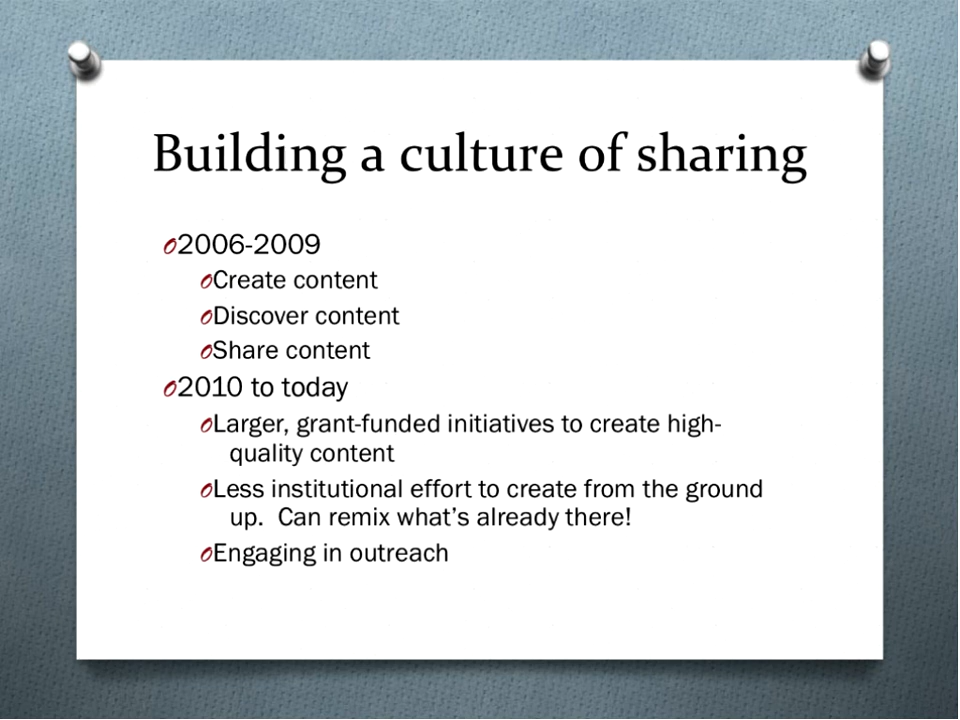 Building a culture of sharing
2006-2009
Create content
Discover content
Share content
2010 to today
Larger, grant-funded initiatives to create high-
quality content
Less institutional effort to create from the ground
up.  Can remix what’s already there!
Engaging in outreach